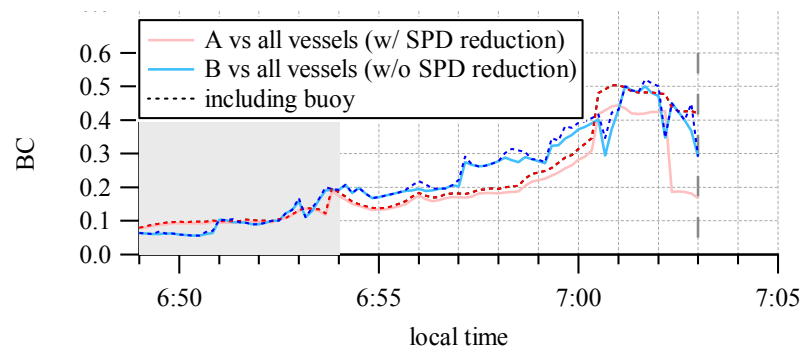 0.6
0.5
0.4
0.3
0.2
0.1
0.0
BC
A vs all vessels (w/ SPD reduction)
B vs all vessels (w/o SPD reduction)
including buoy
6:50 6:55 7:00 7:05
local time